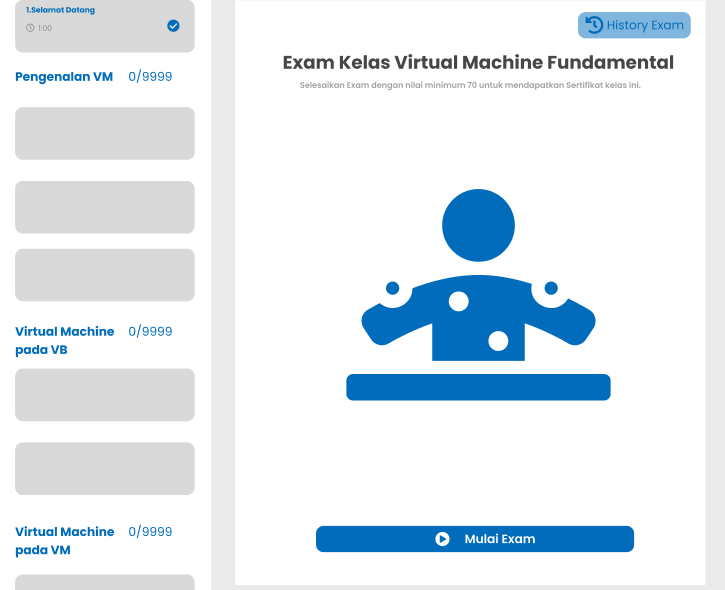 1.Selamat Datang
1:00
Pengenalan VM 0/9999
Virtual Machine pada VB 0/9999
Virtual Machine pada VM 0/9999
History Exam
Exam Kelas Virtual Machine Fundamental
Selesaikan Exam dengan nilai minimum 70 untuk mendapatkan Sertifikat kelas ini.
Mulai Exam